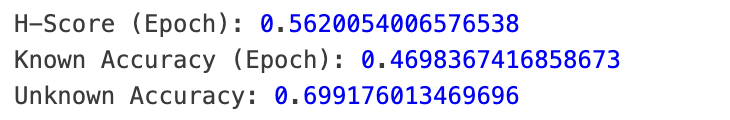 H-Score (Epoch): 0.5620054006576538
Known Accuracy (Epoch): 0.4698367416858673
Unknown Accuracy: 0.699176013469696